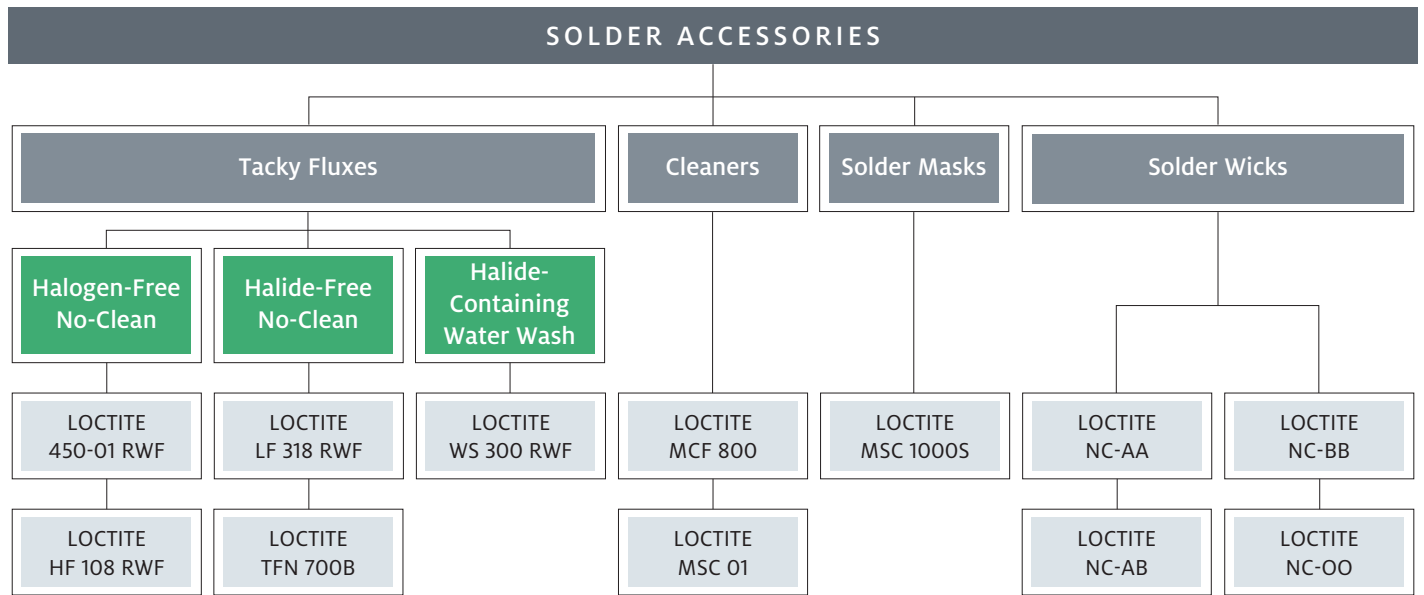 SOLDER ACCESSORIES
Tacky Fluxes
Cleaners
Solder Masks
Solder Wicks
Halogen-Free
No-Clean
Halide-Free
No-Clean
Halide-
Containing
Water Wash
LOCTITE
450-01 RWF
LOCTITE
LF 318 RWF
LOCTITE
WS 300 RWF
LOCTITE
MCF 800
LOCTITE
MSC 1000S
LOCTITE
NC-AA
LOCTITE
NC-BB
LOCTITE
HF 108 RWF
LOCTITE
TFN 700B
LOCTITE
MSC 01
LOCTITE
NC-AB
LOCTITE
NC-OO